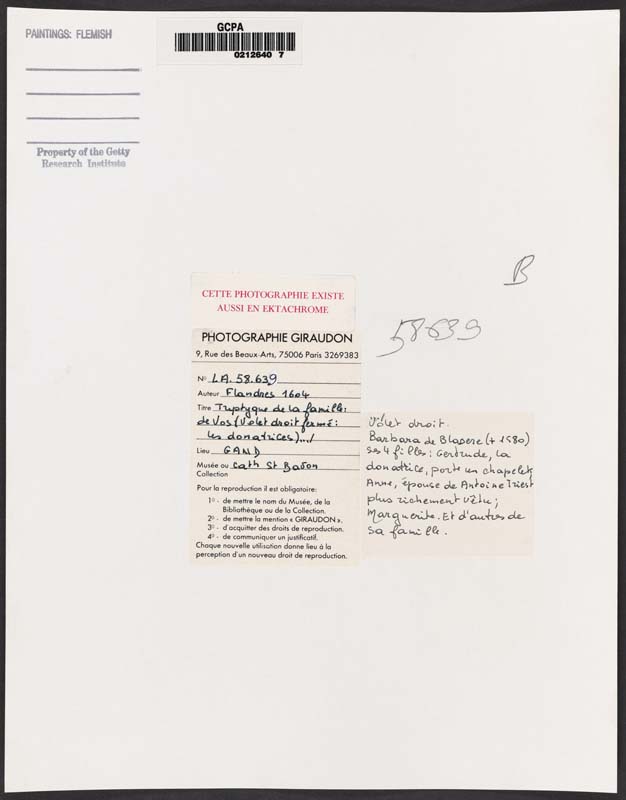 PAINTINGS: FLEMISH
GCPA
0212640 7
Property of the Getty
Research Institute
B
58639
CETTE PHOTOGRAPHIE EXISTE
AUSSI EN EKTACHROME
PHOTOGRAPHIE GIRAUDON
9, Rue des Beaux-Arts, 75006 Paris 3269383
N° LA. 58.639
Auteur Flandres 1604
Titre Tryptyque de la famille:
de Vos (Volet droit fermé:
les donatrices).../
Lieu GAND
Musée ou Cath St Bavon
Collection
Pour la reproduction il est obligatoire:
1° - de mettre le nom du Musée, de la
Bibliothèque ou de la Collection.
2° - de mettre la mention « GIRAUDON ».
3° - d'acquitter des droits de reproduction.
4° - de communiquer un justificatif.
Chaque nouvelle utilisation donne lieu à la
perception d'un nouveau droit de reproduction.
Volet droit.
Barbara de Blasere (+ 1580)
ses 4 filles: Gertrude, la
donatrice, porte un chapelet;
Anne, épouse de Antoine Triest
plus richement vêtu;
Marguerite. Et d'autres de
sa famille.